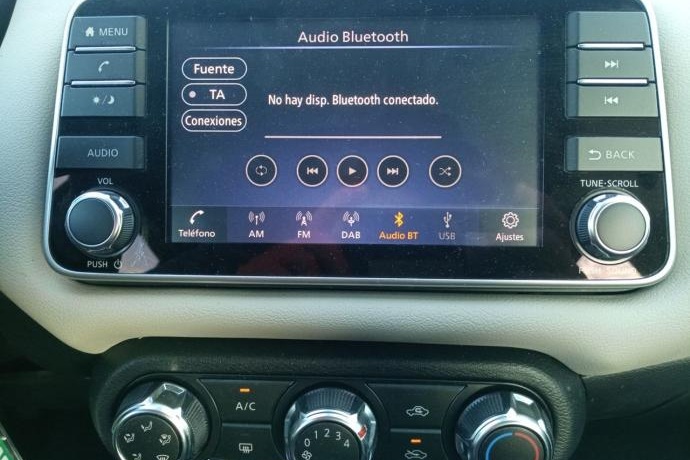 MENU
Audio Bluetooth
Fuente
TA
No hay disp. Bluetooth conectado.
Conexiones
AUDIO
BACK
VOL
TUNE-SCROLL
PUSH
Teléfono
AM
FM
DAB
Audio BT
USB
Ajustes
A/C
0 1 2 3 4